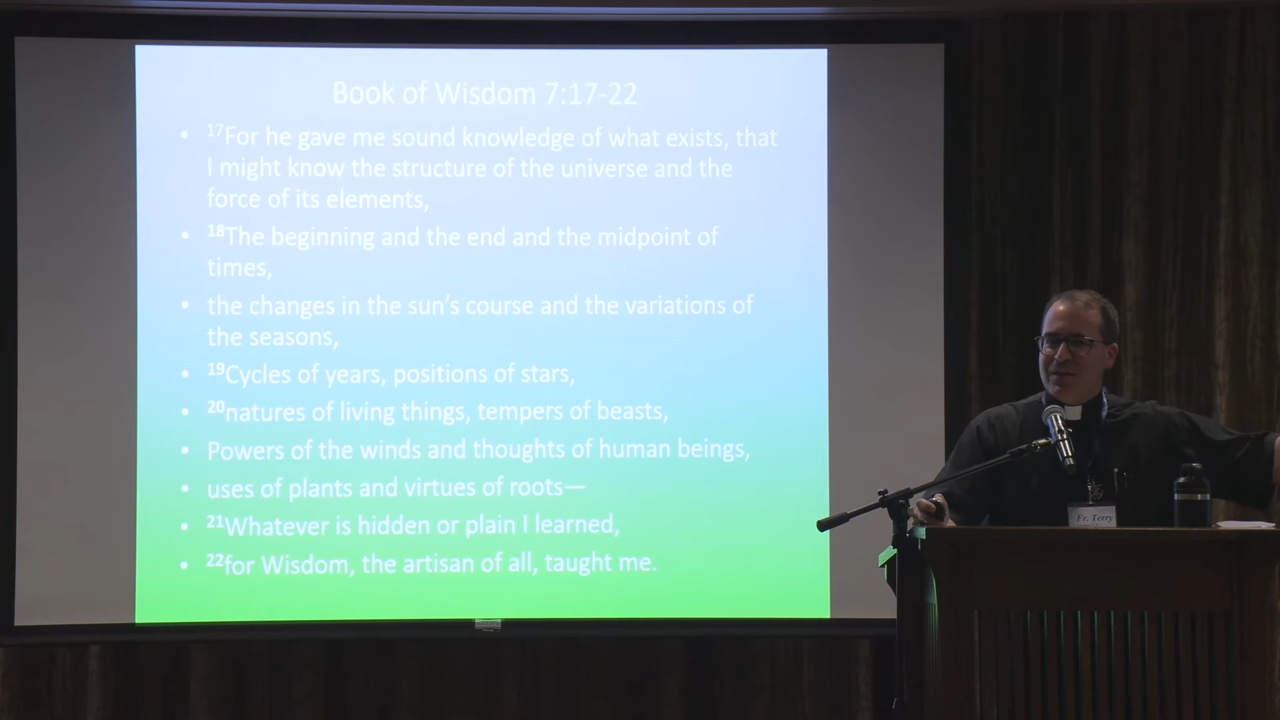 Book of Wisdom 7:17-22
• ¹⁷For he gave me sound knowledge of what exists, that
I might know the structure of the universe and the
force of its elements,
• ¹⁸The beginning and the end and the midpoint of
times,
• the changes in the sun's course and the variations of
the seasons,
• ¹⁹Cycles of years, positions of stars,
• ²⁰natures of living things, tempers of beasts,
• Powers of the winds and thoughts of human beings,
• uses of plants and virtues of roots—
• ²¹Whatever is hidden or plain I learned,
• ²²for Wisdom, the artisan of all, taught me.
Fr. Terry